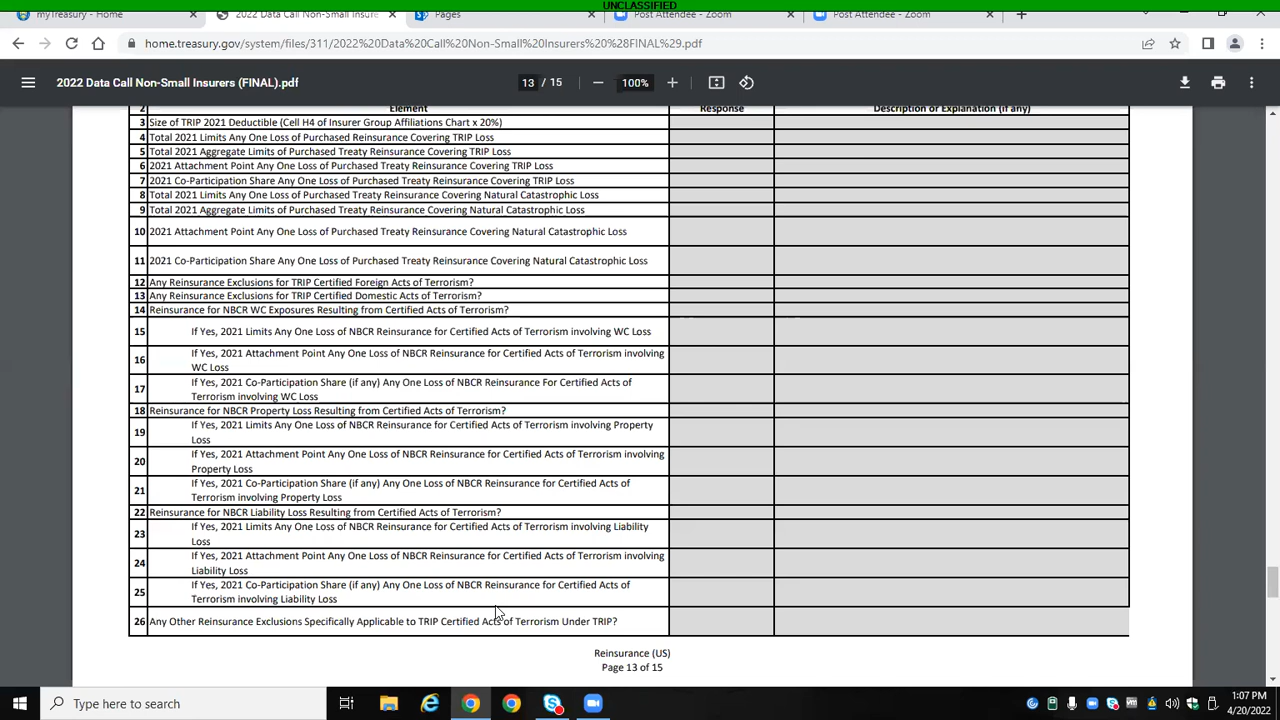 UNCLASSIFIED
myTreasury - Home
2022 Data Call Non-Small Insure
Pages
Post Attendee - Zoom
Post Attendee - Zoom
home.treasury.gov/system/files/311/2022%20Data%20Call%20Non-Small%20Insurers%20%28FINAL%29.pdf
2022 Data Call Non-Small Insurers (FINAL).pdf
13 / 15
100%
2 Element Response Description or Explanation (if any)
3 Size of TRIP 2021 Deductible (Cell H4 of Insurer Group Affiliations Chart x 20%)
4 Total 2021 Limits Any One Loss of Purchased Reinsurance Covering TRIP Loss
5 Total 2021 Aggregate Limits of Purchased Treaty Reinsurance Covering TRIP Loss
6 2021 Attachment Point Any One Loss of Purchased Treaty Reinsurance Covering TRIP Loss
7 2021 Co-Participation Share Any One Loss of Purchased Treaty Reinsurance Covering TRIP Loss
8 Total 2021 Limits Any One Loss of Purchased Treaty Reinsurance Covering Natural Catastrophic Loss
9 Total 2021 Aggregate Limits of Purchased Treaty Reinsurance Covering Natural Catastrophic Loss
10 2021 Attachment Point Any One Loss of Purchased Treaty Reinsurance Covering Natural Catastrophic Loss
11 2021 Co-Participation Share Any One Loss of Purchased Treaty Reinsurance Covering Natural Catastrophic Loss
12 Any Reinsurance Exclusions for TRIP Certified Foreign Acts of Terrorism?
13 Any Reinsurance Exclusions for TRIP Certified Domestic Acts of Terrorism?
14 Reinsurance for NBCR WC Exposures Resulting from Certified Acts of Terrorism?
15 If Yes, 2021 Limits Any One Loss of NBCR Reinsurance for Certified Acts of Terrorism involving WC Loss
16 If Yes, 2021 Attachment Point Any One Loss of NBCR Reinsurance for Certified Acts of Terrorism involving
WC Loss
17 If Yes, 2021 Co-Participation Share (if any) Any One Loss of NBCR Reinsurance For Certified Acts of
Terrorism involving WC Loss
18 Reinsurance for NBCR Property Loss Resulting from Certified Acts of Terrorism?
19 If Yes, 2021 Limits Any One Loss of NBCR Reinsurance for Certified Acts of Terrorism involving Property
Loss
20 If Yes, 2021 Attachment Point Any One Loss of NBCR Reinsurance for Certified Acts of Terrorism involving
Property Loss
21 If Yes, 2021 Co-Participation Share (if any) Any One Loss of NBCR Reinsurance for Certified Acts of
Terrorism involving Property Loss
22 Reinsurance for NBCR Liability Loss Resulting from Certified Acts of Terrorism?
23 If Yes, 2021 Limits Any One Loss of NBCR Reinsurance for Certified Acts of Terrorism involving Liability
Loss
24 If Yes, 2021 Attachment Point Any One Loss of NBCR Reinsurance for Certified Acts of Terrorism involving
Liability Loss
25 If Yes, 2021 Co-Participation Share (if any) Any One Loss of NBCR Reinsurance for Certified Acts of
Terrorism involving Liability Loss
26 Any Other Reinsurance Exclusions Specifically Applicable to TRIP Certified Acts of Terrorism Under TRIP?
Reinsurance (US)
Page 13 of 15
Type here to search
1:07 PM
4/20/2022